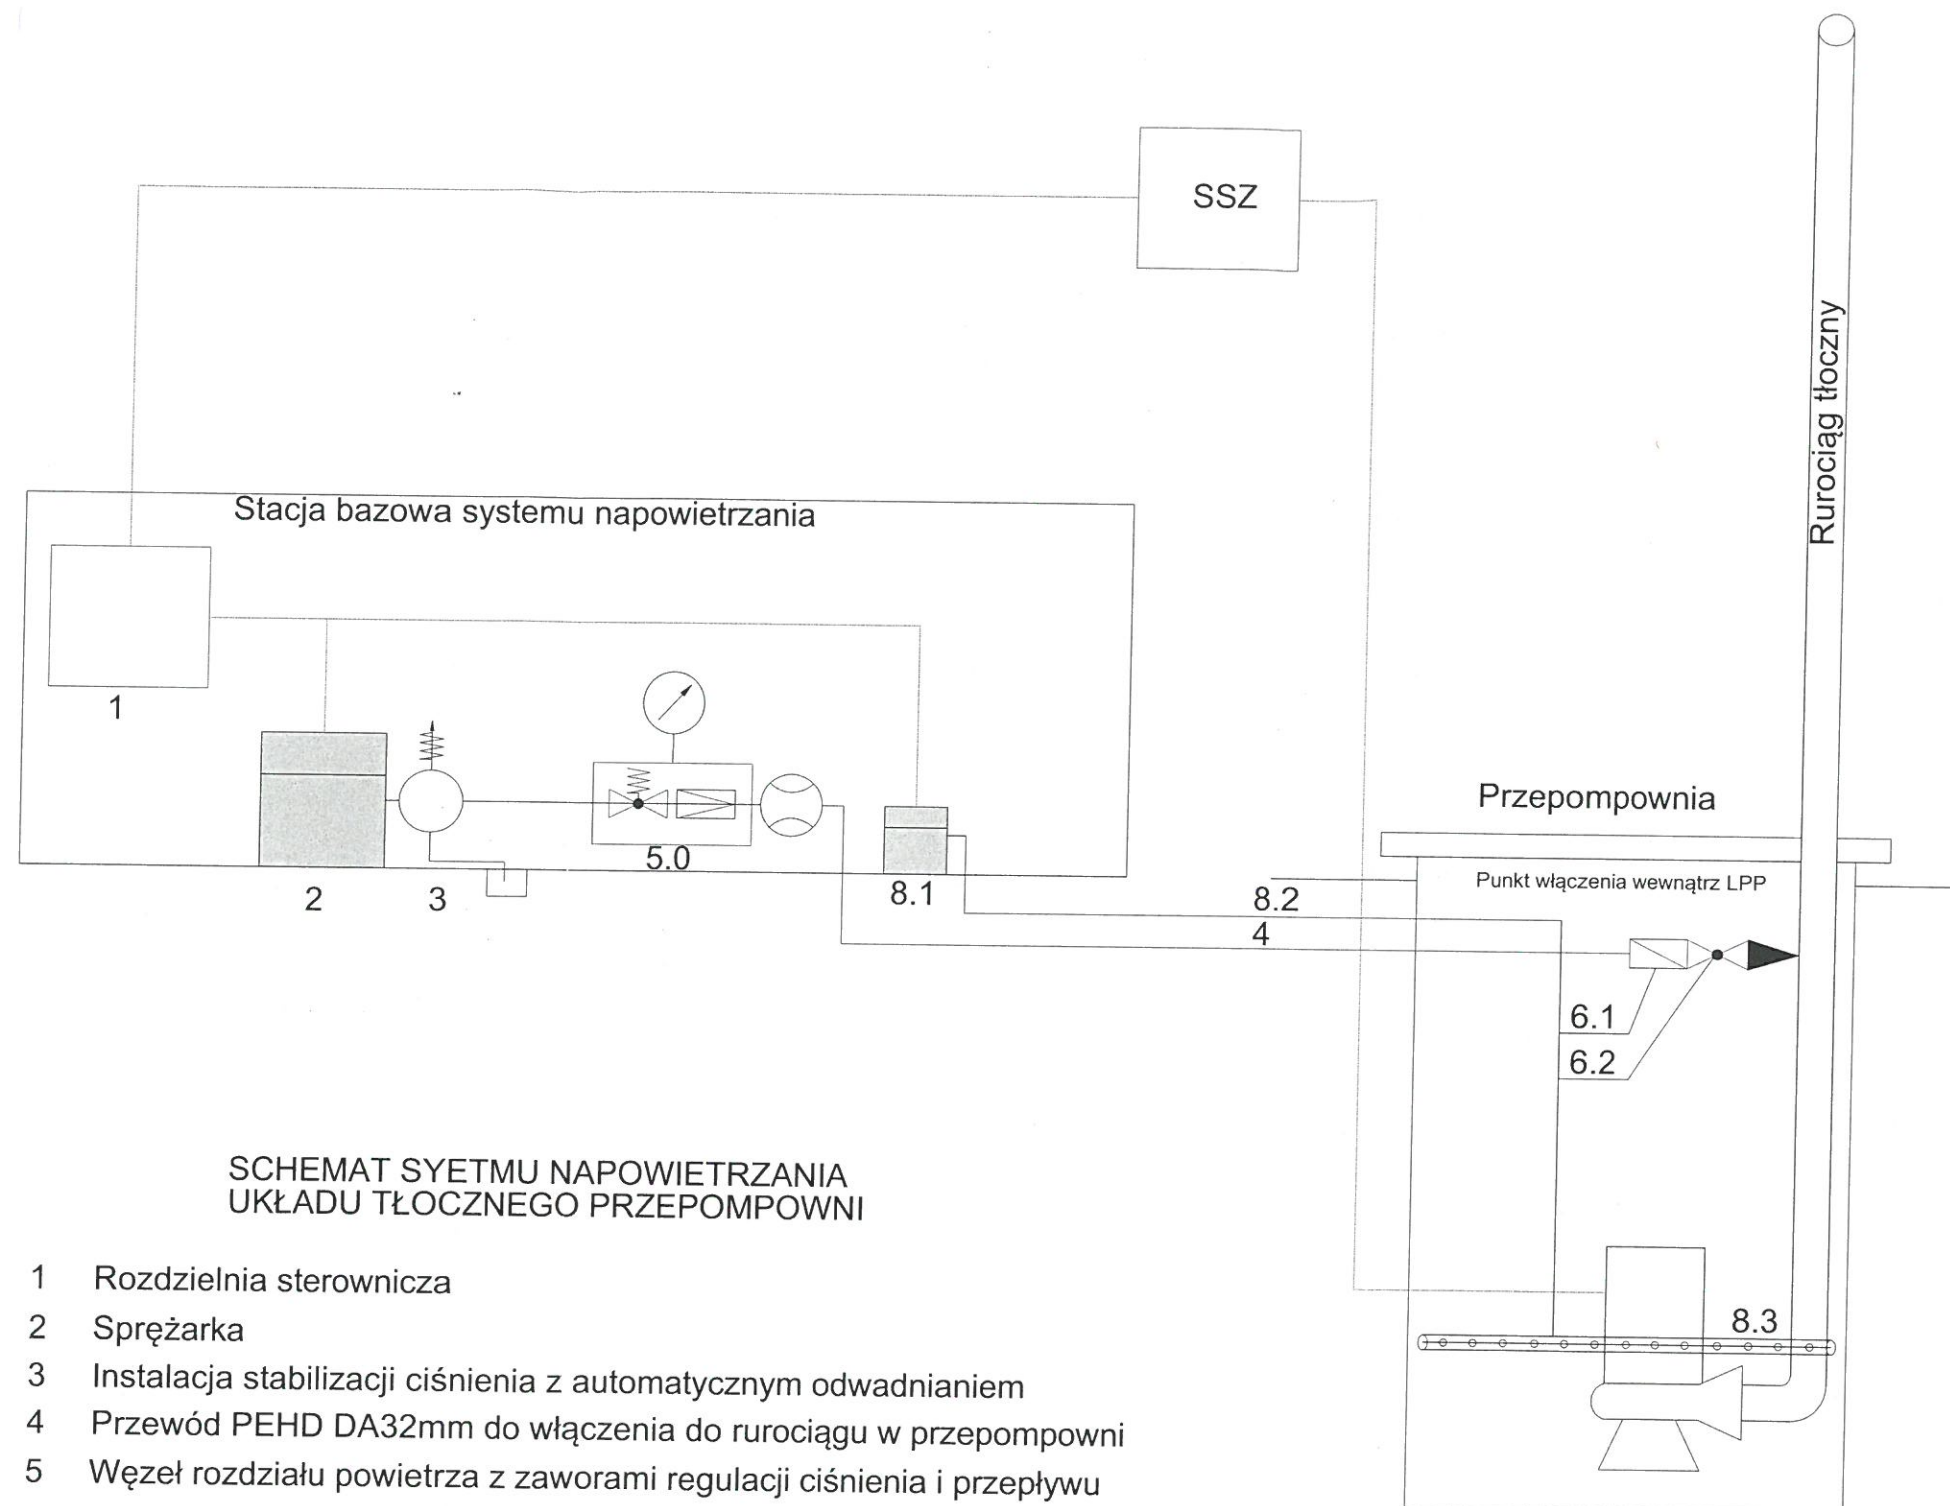 SSZ
Rurociąg tłoczny
Stacja bazowa systemu napowietrzania
1
5.0
2
3
8.1
Przepompownia
Punkt włączenia wewnątrz LPP
8.2
4
6.1
6.2
8.3
SCHEMAT SYETMU NAPOWIETRZANIA
UKŁADU TŁOCZNEGO PRZEPOMPOWNI
1 Rozdzielnia sterownicza
2 Sprężarka
3 Instalacja stabilizacji ciśnienia z automatycznym odwadnianiem
4 Przewód PEHD DA32mm do włączenia do rurociągu w przepompowni
5 Węzeł rozdziału powietrza z zaworami regulacji ciśnienia i przepływu